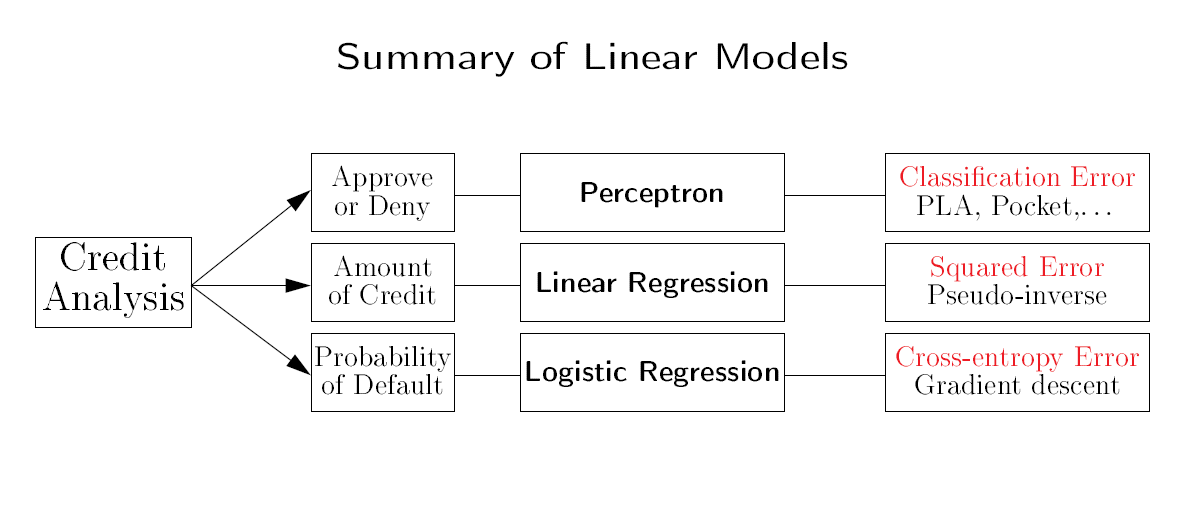 Summary of Linear Models
Credit
Analysis
Approve
or Deny
Perceptron
Classification Error
PLA, Pocket,...
Amount
of Credit
Linear Regression
Squared Error
Pseudo-inverse
Probability
of Default
Logistic Regression
Cross-entropy Error
Gradient descent